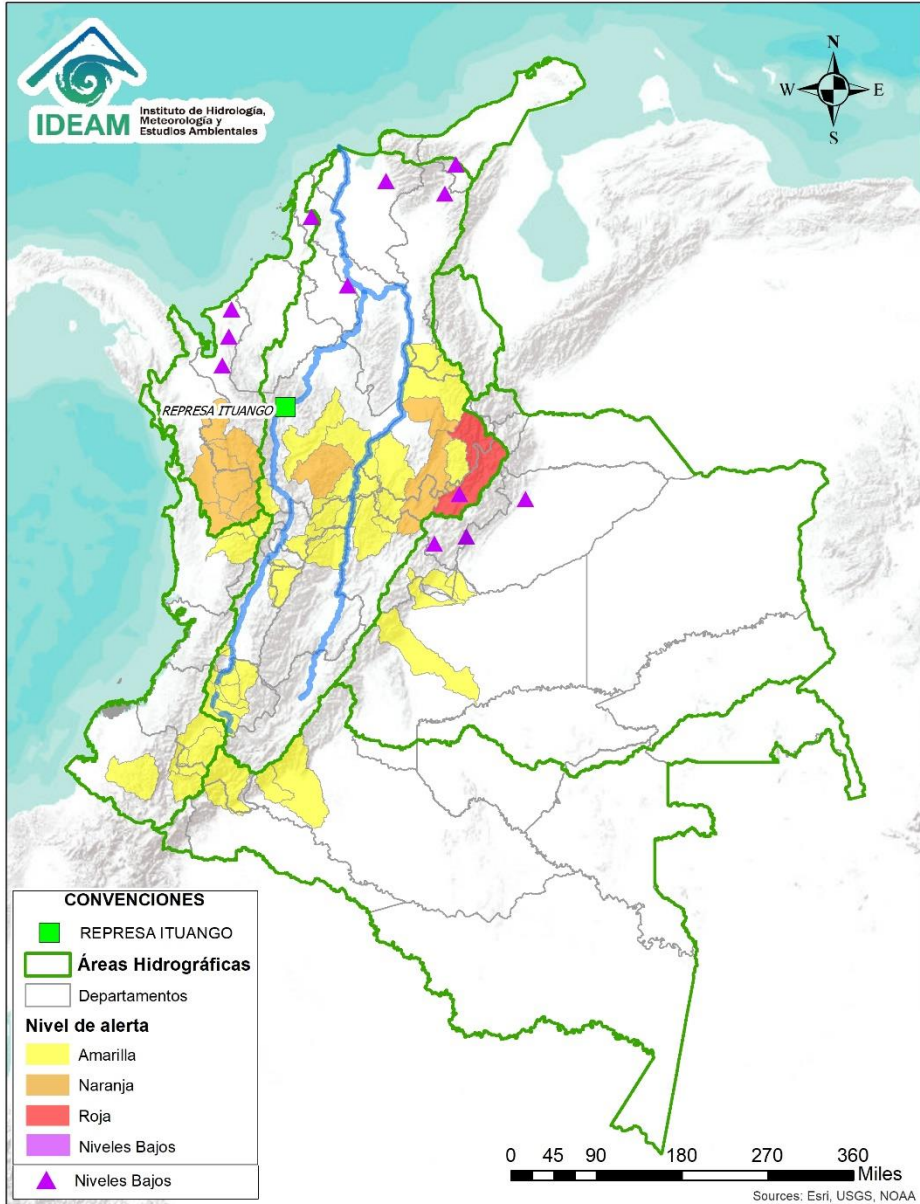 IDEAM
Instituto de Hidrología,
Meteorología y
Estudios Ambientales
N
W
E
S
REPRESA ITUANGO
CONVENCIONES
REPRESA ITUANGO
Áreas Hidrográficas
Departamentos
Nivel de alerta
Amarilla
Naranja
Roja
Niveles Bajos
Niveles Bajos
0 45 90 180 270 360
Miles
Sources: Esri, USGS, NOAA